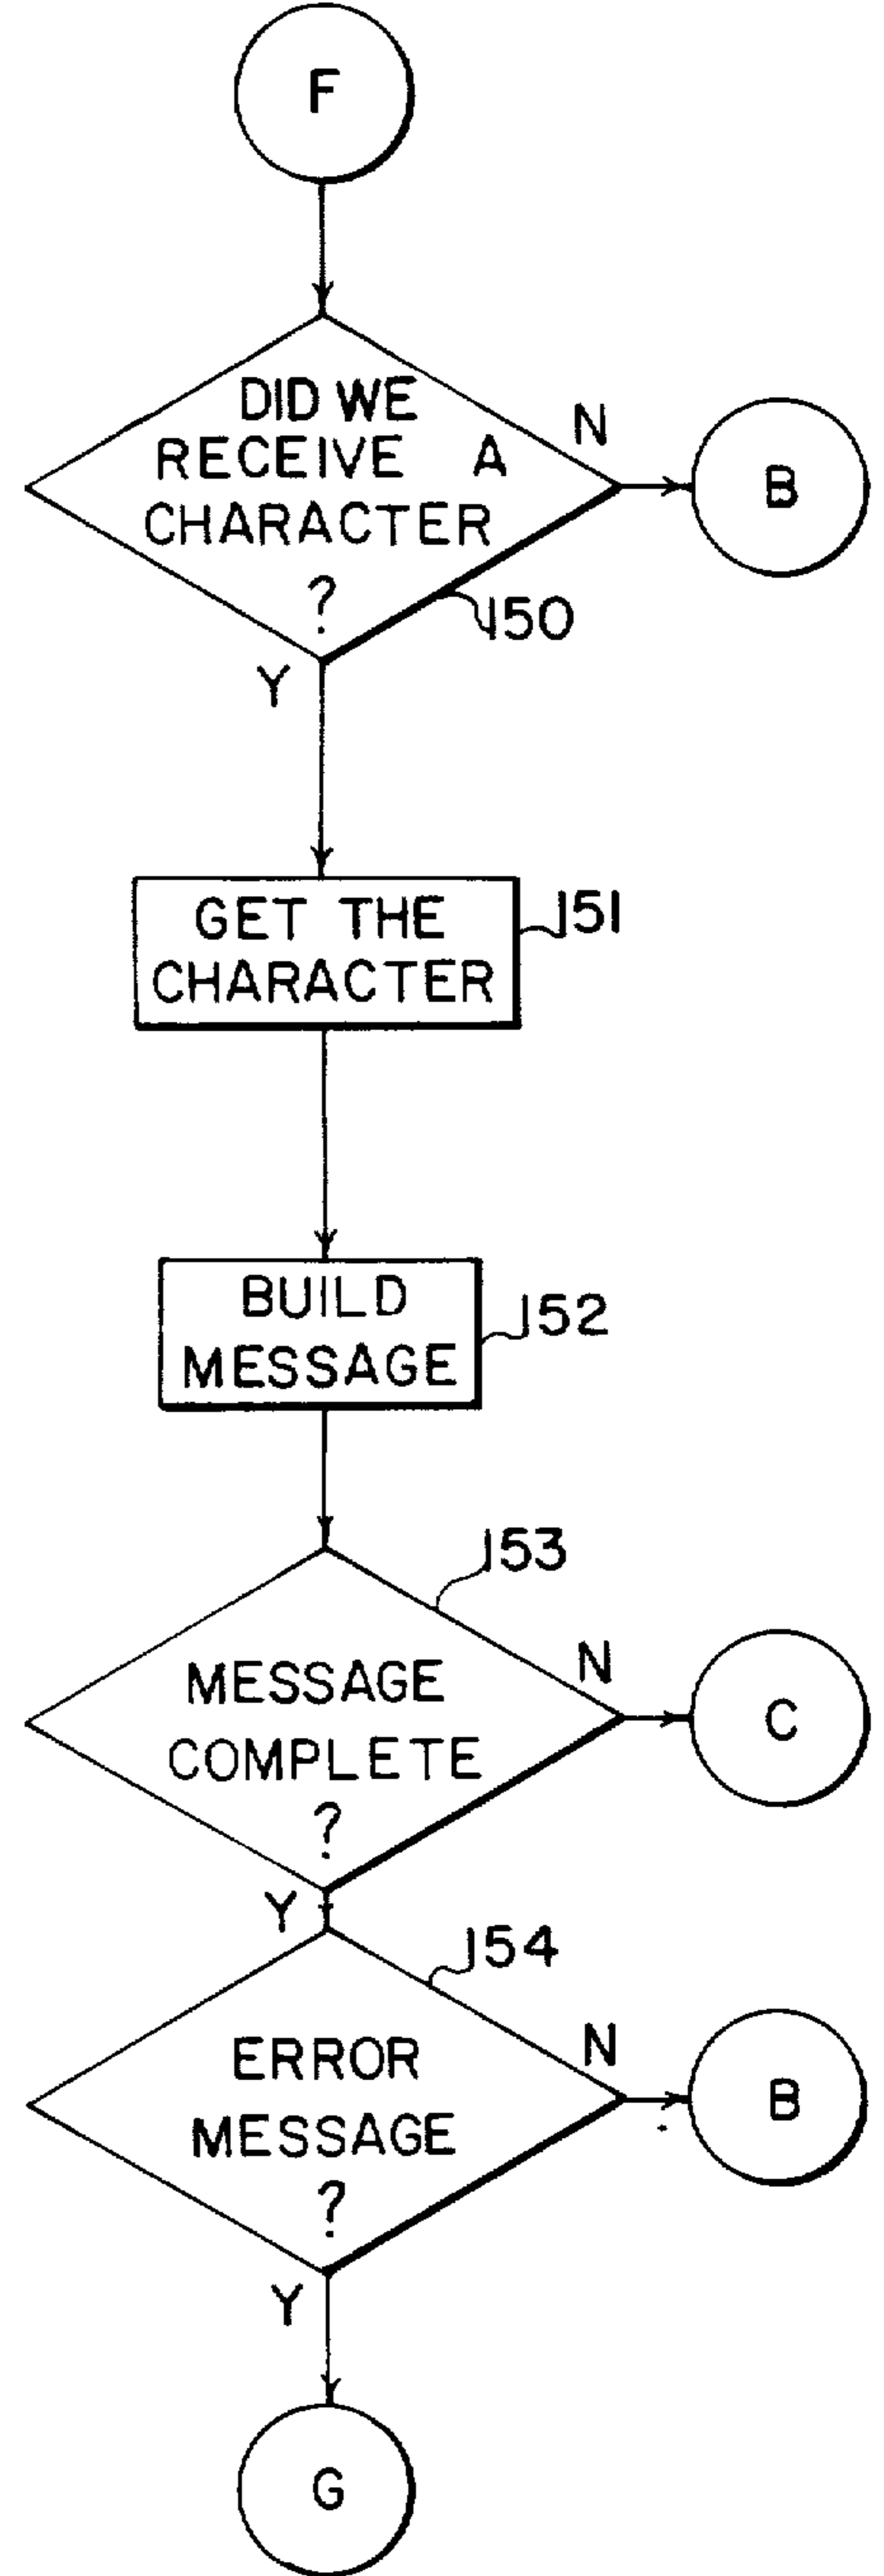 F
DID WE
RECEIVE A
CHARACTER
?
N
B
150
Y
GET THE
CHARACTER
151
BUILD
MESSAGE
152
153
MESSAGE
COMPLETE
?
N
C
Y
154
ERROR
MESSAGE
?
N
B
Y
G